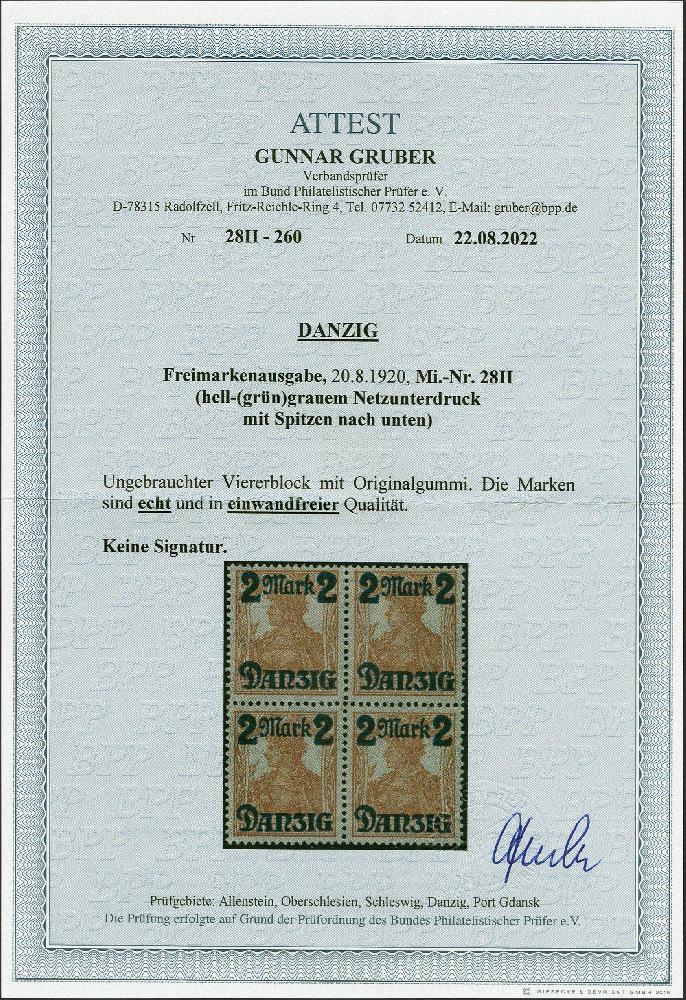 ATTEST
GUNNAR GRUBER
Verbandsprüfer
im Bund Philatelistischer Prüfer e. V.
D-78315 Radolfzell, Fritz-Reichle-Ring 4, Tel. 07732 52412, E-Mail: gruber@bpp.de
Nr 28II - 260 Datum 22.08.2022
DANZIG
Freimarkenausgabe, 20.8.1920, Mi.-Nr. 28II
(hell-(grün)grauem Netzunterdruck
mit Spitzen nach unten)
Ungebrauchter Viererblock mit Originalgummi. Die Marken
sind echt und in einwandfreier Qualität.
Keine Signatur.
2 Mark 2 2 Mark 2
DANZIG DANZIG
2 Mark 2 2 Mark 2
DANZIG DANZIG
Prüfgebiete: Allenstein, Oberschlesien, Schleswig, Danzig, Port Gdansk
Die Prüfung erfolgte auf Grund der Prüfordnung des Bundes Philatelistischer Prüfer e.V.
© GIESECKE & DEVRIENT GMBH 2016